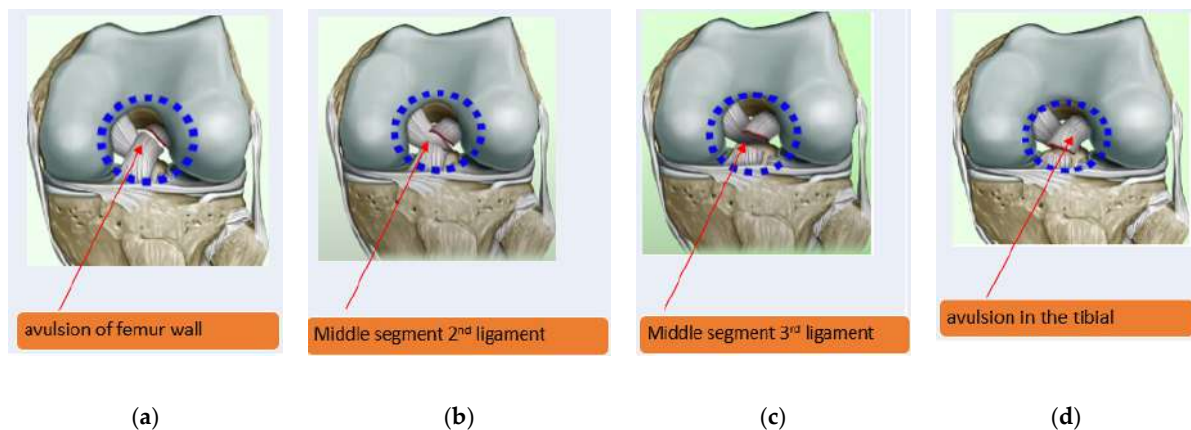 avulsion of femur wall
Middle segment 2nd ligament
Middle segment 3rd ligament
avulsion in the tibial
(a)
(b)
(c)
(d)